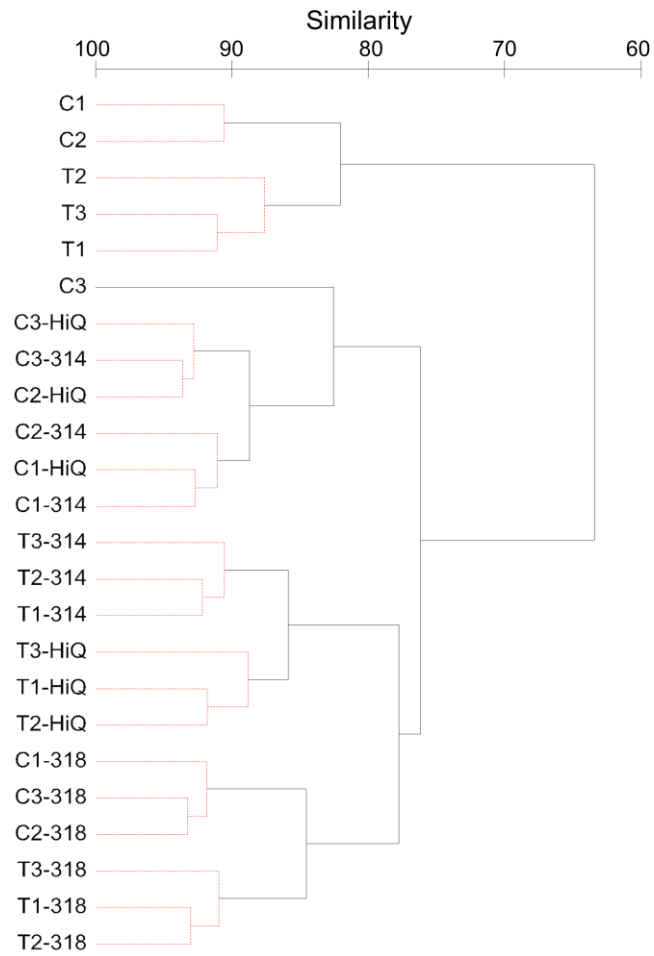 Similarity
100 90 80 70 60
C1
C2
T2
T3
T1
C3
C3-HiQ
C3-314
C2-HiQ
C2-314
C1-HiQ
C1-314
T3-314
T2-314
T1-314
T3-HiQ
T1-HiQ
T2-HiQ
C1-318
C3-318
C2-318
T3-318
T1-318
T2-318